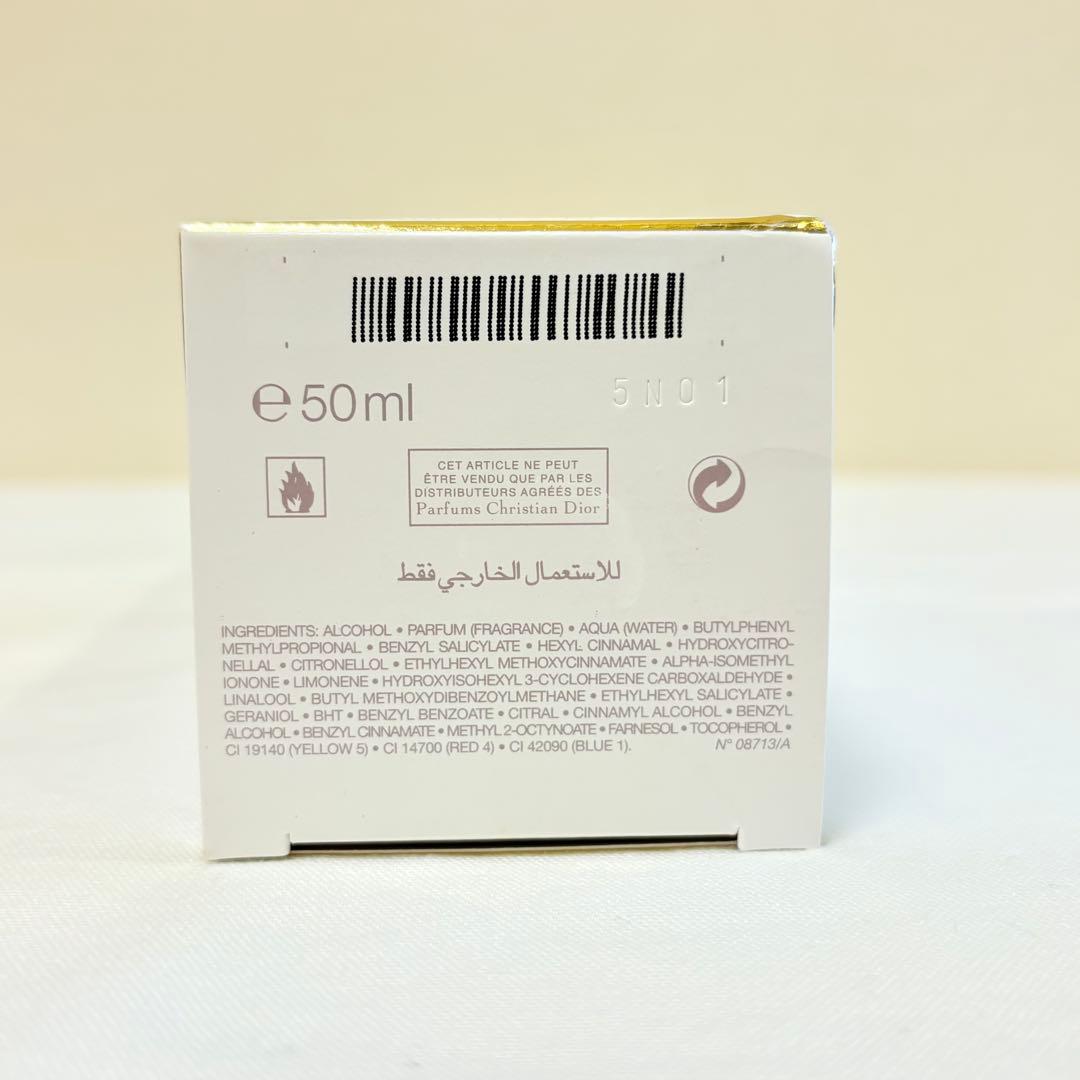 ℮ 50 ml
5N01
CET ARTICLE NE PEUT
ÊTRE VENDU QUE PAR LES
DISTRIBUTEURS AGRÉÉS DES
Parfums Christian Dior
للاستعمال الخارجي فقط
INGREDIENTS: ALCOHOL • PARFUM (FRAGRANCE) • AQUA (WATER) • BUTYLPHENYL
METHYLPROPIONAL • BENZYL SALICYLATE • HEXYL CINNAMAL • HYDROXYCITRO-
NELLAL • CITRONELLOL • ETHYLHEXYL METHOXYCINNAMATE • ALPHA-ISOMETHYL
IONONE • LIMONENE • HYDROXYISOHEXYL 3-CYCLOHEXENE CARBOXALDEHYDE •
LINALOOL • BUTYL METHOXYDIBENZOYLMETHANE • ETHYLHEXYL SALICYLATE •
GERANIOL • BHT • BENZYL BENZOATE • CITRAL • CINNAMYL ALCOHOL • BENZYL
ALCOHOL • BENZYL CINNAMATE • METHYL 2-OCTYNOATE • FARNESOL • TOCOPHEROL •
CI 19140 (YELLOW 5) • CI 14700 (RED 4) • CI 42090 (BLUE 1). N° 08713/A